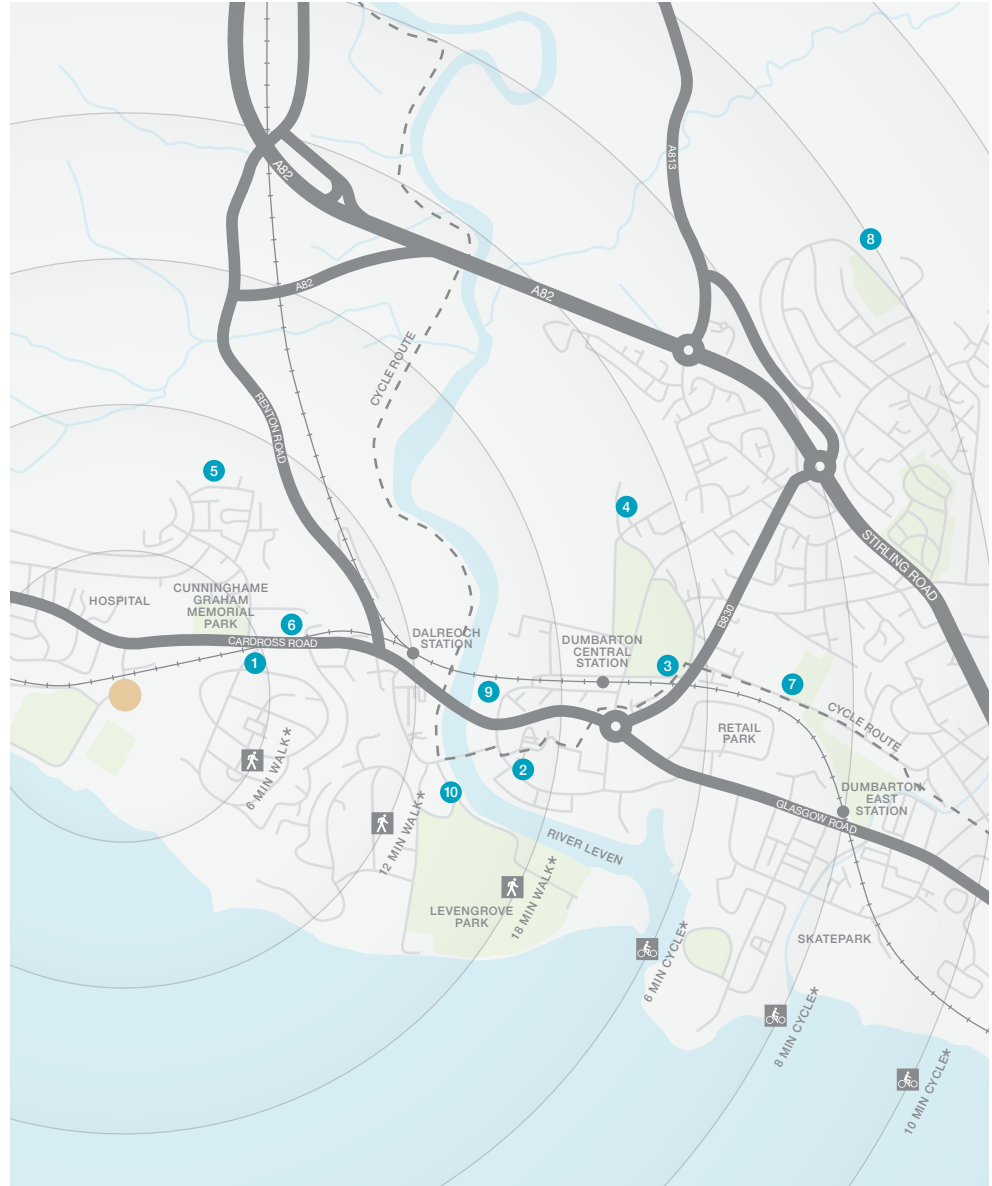 A82
A813
8
A82
A82
CYCLE ROUTE
RENTON ROAD
5
4
STIRLING ROAD
HOSPITAL
CUNNINGHAME
GRAHAM
MEMORIAL
PARK
6
CARDROSS ROAD
1
DALREOCH
STATION
DUMBARTON
CENTRAL
STATION
B830
3
7
9
CYCLE ROUTE
RETAIL
PARK
2
10
6 MIN WALK*
12 MIN WALK*
18 MIN WALK*
DUMBARTON
EAST
STATION
GLASGOW ROAD
RIVER LEVEN
LEVENGROVE
PARK
SKATEPARK
6 MIN CYCLE*
8 MIN CYCLE*
10 MIN CYCLE*